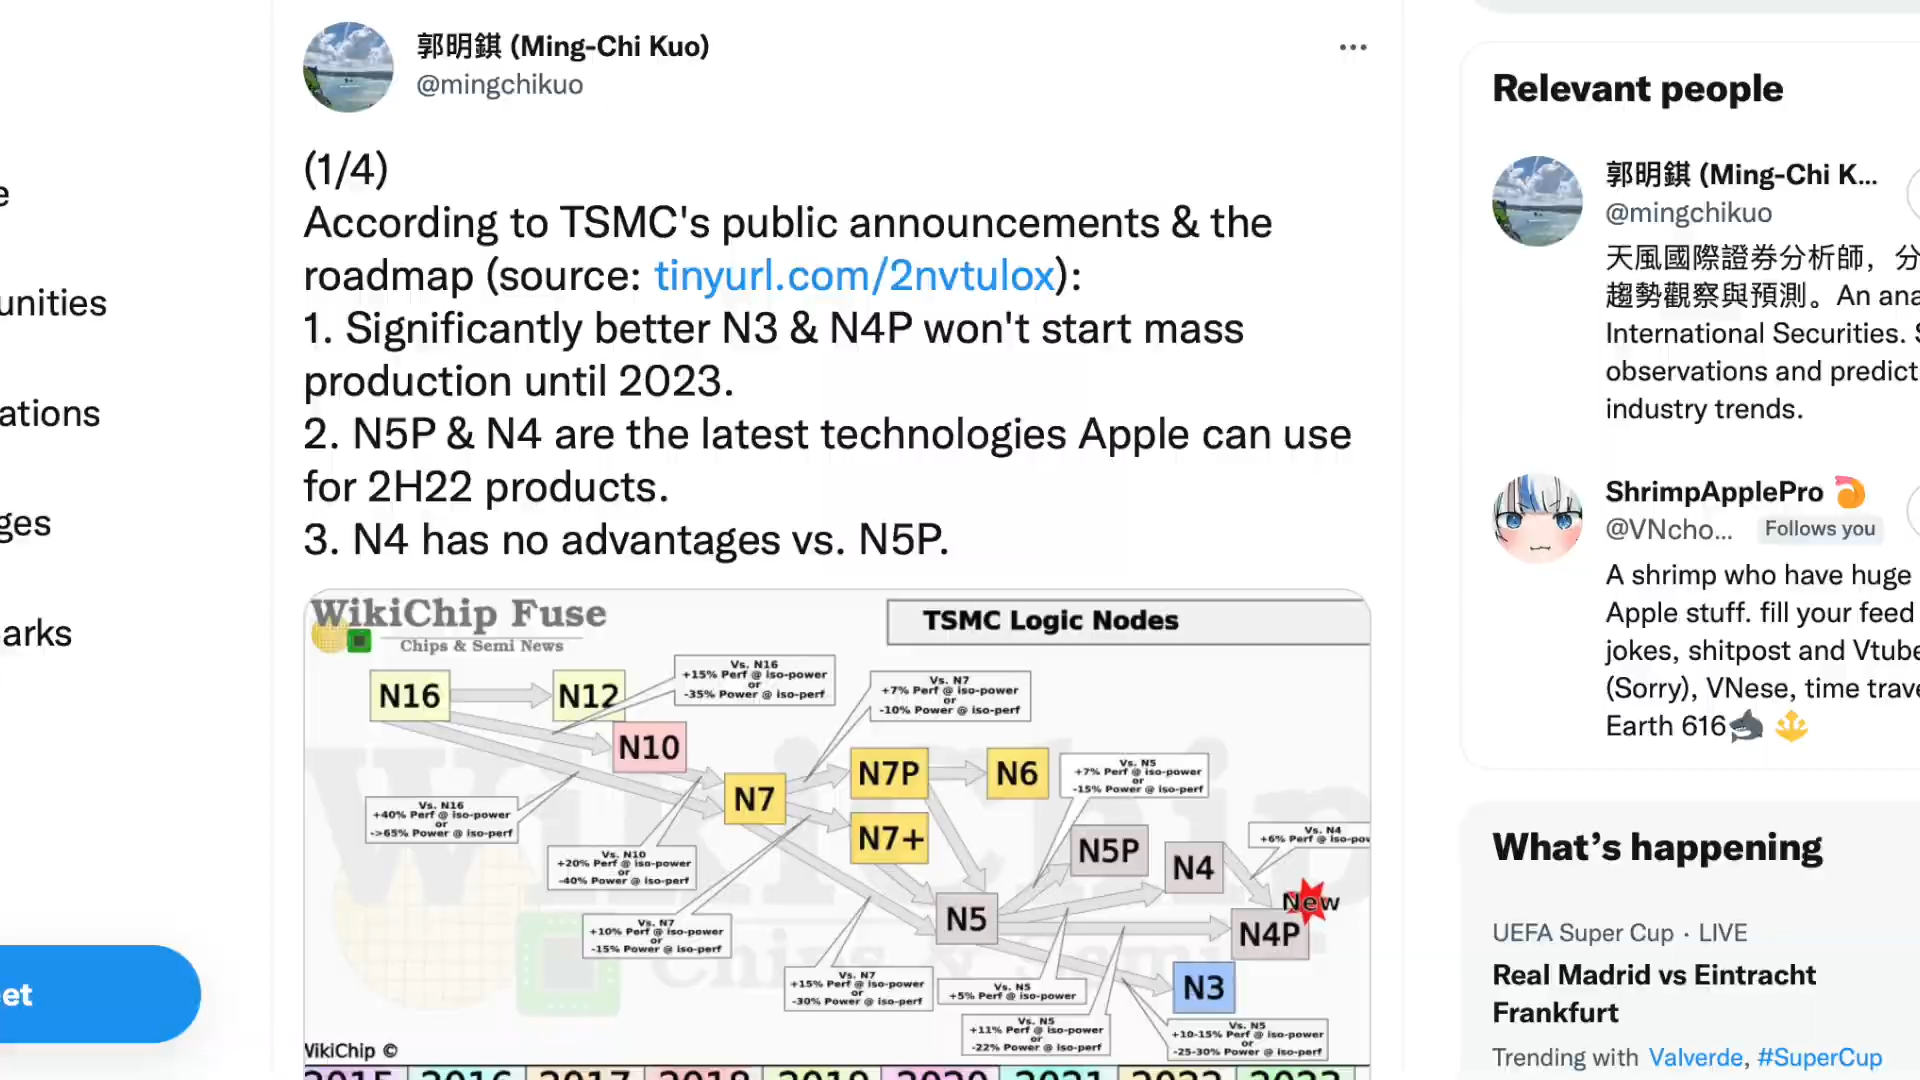 郭明錤 (Ming-Chi Kuo)
@mingchikuo
(1/4)
According to TSMC's public announcements & the
roadmap (source: tinyurl.com/2nvtulox):
1. Significantly better N3 & N4P won't start mass
production until 2023.
2. N5P & N4 are the latest technologies Apple can use
for 2H22 products.
3. N4 has no advantages vs. N5P.
WikiChip Fuse
Chips & Semi News
TSMC Logic Nodes
N16
N12
Vs. N16
+15% Perf @ iso-power
or
-35% Power @ iso-perf
Vs. N7
+7% Perf @ iso-power
or
-10% Power @ iso-perf
N10
N7
N7P
N6
Vs. N5
+7% Perf @ iso-power
or
-15% Power @ iso-perf
Vs. N16
+40% Perf @ iso-power
or
->65% Power @ iso-perf
N7+
Vs. N10
+20% Perf @ iso-power
or
-40% Power @ iso-perf
N5P
N4
Vs. N4
+6% Perf @ iso-pow
New
N5
N4P
Vs. N7
+10% Perf @ iso-power
or
-15% Power @ iso-perf
Vs. N7
+15% Perf @ iso-power
or
-30% Power @ iso-perf
Vs. N5
+5% Perf @ iso-power
N3
Vs. N5
+11% Perf @ iso-power
or
-22% Power @ iso-perf
Vs. N5
+10-15% Perf @ iso-power
or
-25-30% Power @ iso-perf
WikiChip
Chips & Semi
WikiChip ©
2015 2016 2017 2018 2019 2020 2021 2022 2023
e
unities
ations
ges
arks
et
Relevant people
郭明錤 (Ming-Chi K...
@mingchikuo
天風國際證券分析師，分
趨勢觀察與預測。An ana
International Securities. S
observations and predict
industry trends.
ShrimpApplePro 🍤
@VNcho... Follows you
A shrimp who have huge
Apple stuff. fill your feed
jokes, shitpost and Vtube
(Sorry), VNese, time trave
Earth 616🦈 🔱
What's happening
UEFA Super Cup · LIVE
Real Madrid vs Eintracht
Frankfurt
Trending with Valverde, #SuperCup